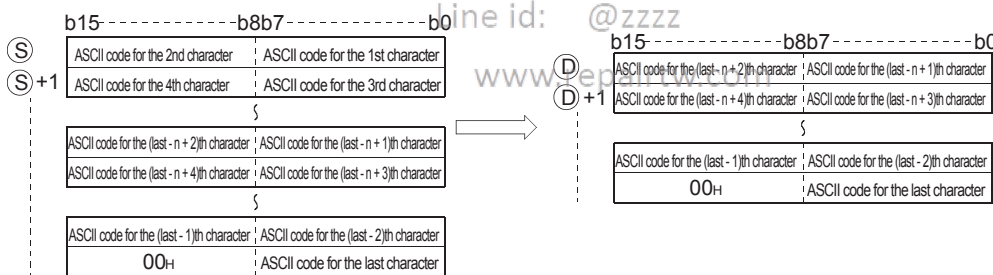 Line id: @zzzz
www.repairtw.com
b15 b8b7 b0
Ⓢ ASCII code for the 2nd character ASCII code for the 1st character
Ⓢ+1 ASCII code for the 4th character ASCII code for the 3rd character
ASCII code for the (last - n + 2)th character ASCII code for the (last - n + 1)th character
ASCII code for the (last - n + 4)th character ASCII code for the (last - n + 3)th character
ASCII code for the (last - 1)th character ASCII code for the (last - 2)th character
00H ASCII code for the last character
b15 b8b7 b0
Ⓓ ASCII code for the (last - n + 2)th character ASCII code for the (last - n + 1)th character
Ⓓ+1 ASCII code for the (last - n + 4)th character ASCII code for the (last - n + 3)th character
ASCII code for the (last - 1)th character ASCII code for the (last - 2)th character
00H ASCII code for the last character